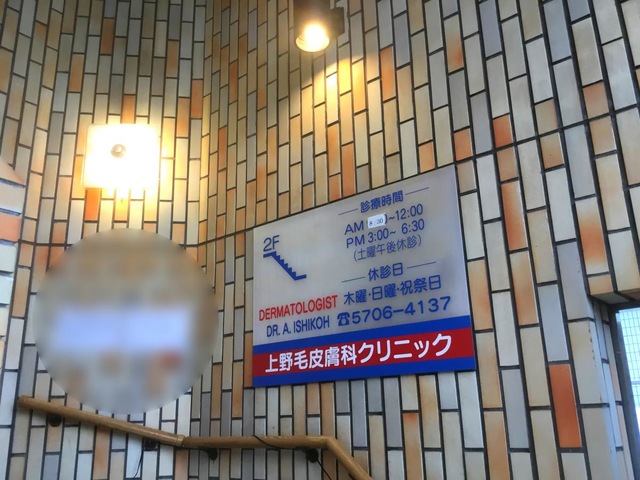 2F
診療時間
AM 8:30~12:00
PM 3:00~ 6:30
(土曜午後休診)
休診日
木曜・日曜・祝祭日
DERMATOLOGIST
DR. A. ISHIKOH ☎5706-4137
上野毛皮膚科クリニック